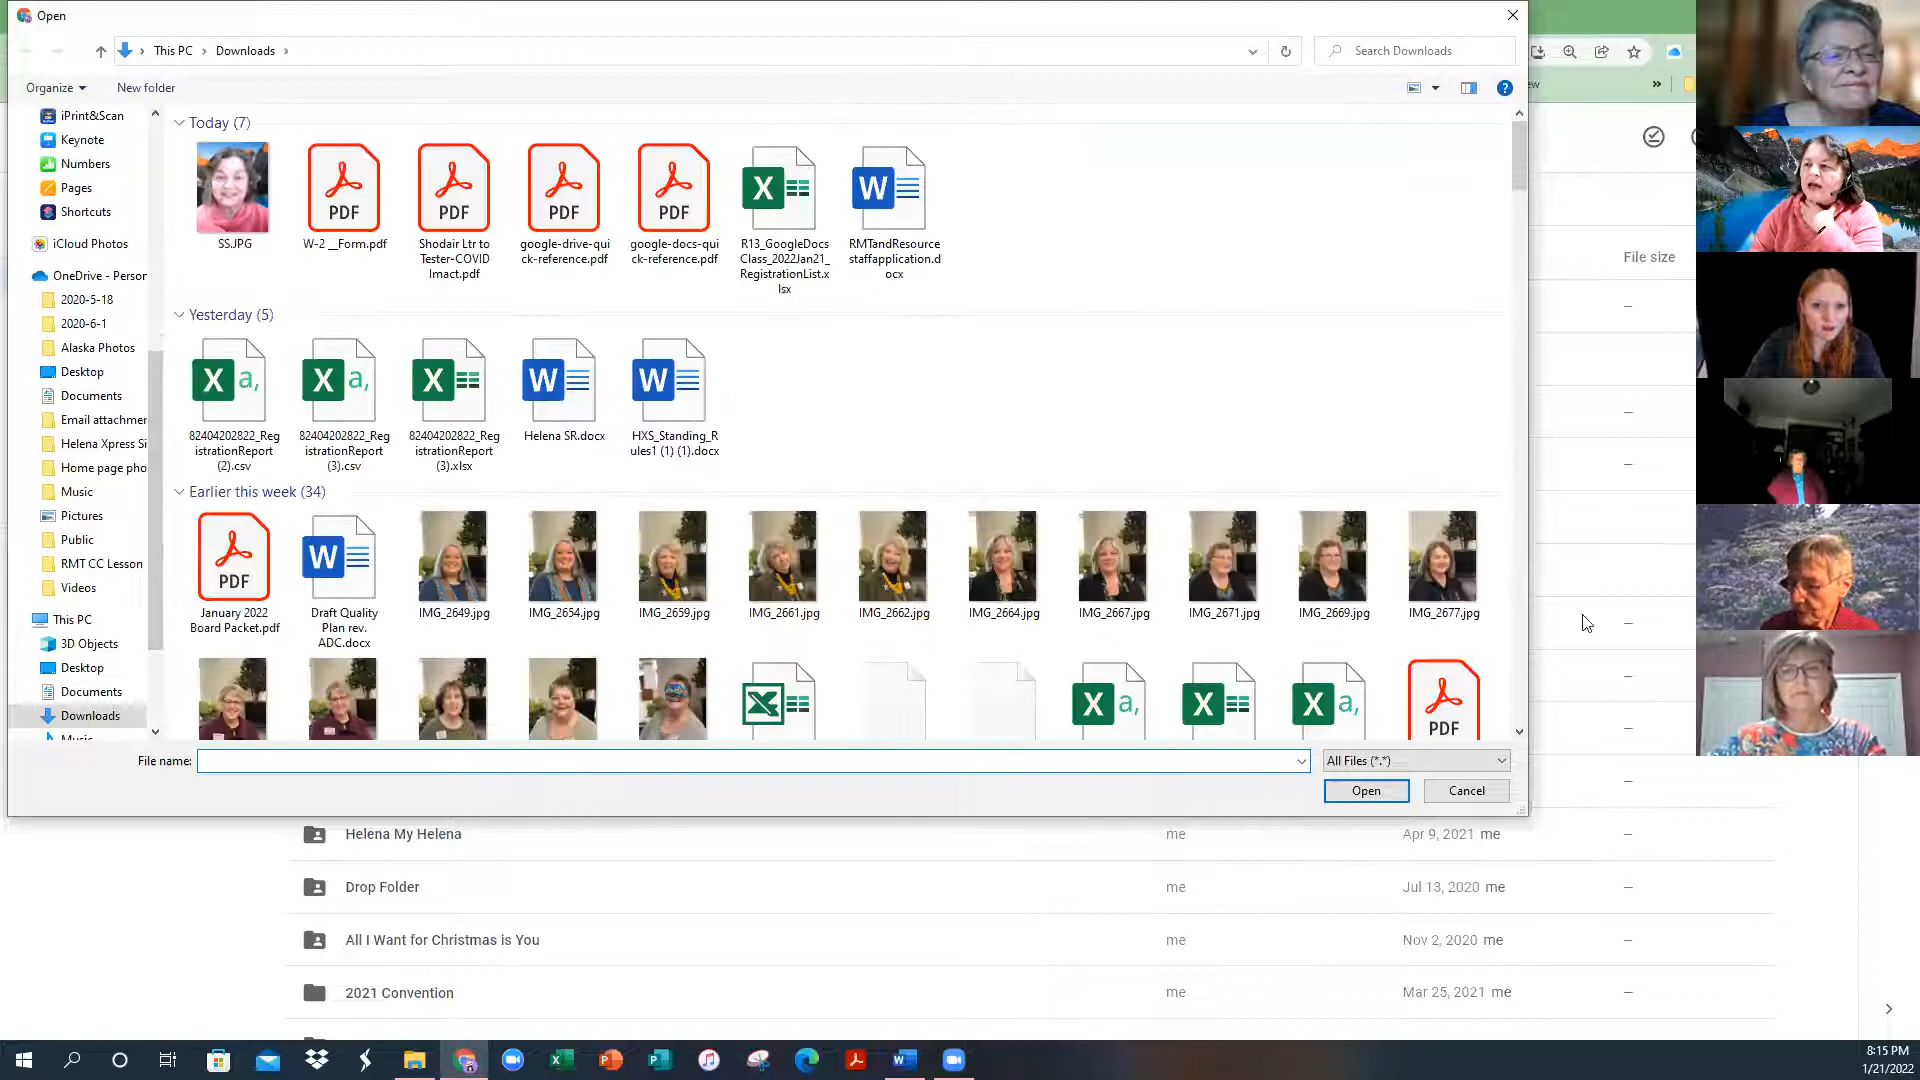 Open
This PC
Downloads
Search Downloads
Organize
New folder
iPrint&Scan
Keynote
Numbers
Pages
Shortcuts
iCloud Photos
OneDrive - Person
2020-5-18
2020-6-1
Alaska Photos
Desktop
Documents
Email attachmen
Helena Xpress Si
Home page pho
Music
Pictures
Public
RMT CC Lesson
Videos
This PC
3D Objects
Desktop
Documents
Downloads
Music
Today (7)
PDF
PDF
PDF
PDF
SS.JPG
W-2 __Form.pdf
Shodair Ltr to
Tester-COVID
Imact.pdf
google-drive-qui
ck-reference.pdf
google-docs-qui
ck-reference.pdf
R13_GoogleDocs
Class_2022Jan21_
RegistrationList.x
lsx
RMTandResource
staffapplication.d
ocx
Yesterday (5)
82404202822_Reg
istrationReport
(2).csv
82404202822_Reg
istrationReport
(3).csv
82404202822_Reg
istrationReport
(3).xlsx
Helena SR.docx
HXS_Standing_R
ules1 (1) (1).docx
Earlier this week (34)
PDF
January 2022
Board Packet.pdf
Draft Quality
Plan rev.
ADC.docx
IMG_2649.jpg
IMG_2654.jpg
IMG_2659.jpg
IMG_2661.jpg
IMG_2662.jpg
IMG_2664.jpg
IMG_2667.jpg
IMG_2671.jpg
IMG_2669.jpg
IMG_2677.jpg
PDF
File name:
All Files (*.*)
Open
Cancel
File size
Helena My Helena me Apr 9, 2021 me –
Drop Folder me Jul 13, 2020 me –
All I Want for Christmas is You me Nov 2, 2020 me –
2021 Convention me Mar 25, 2021 me –
8:15 PM
1/21/2022